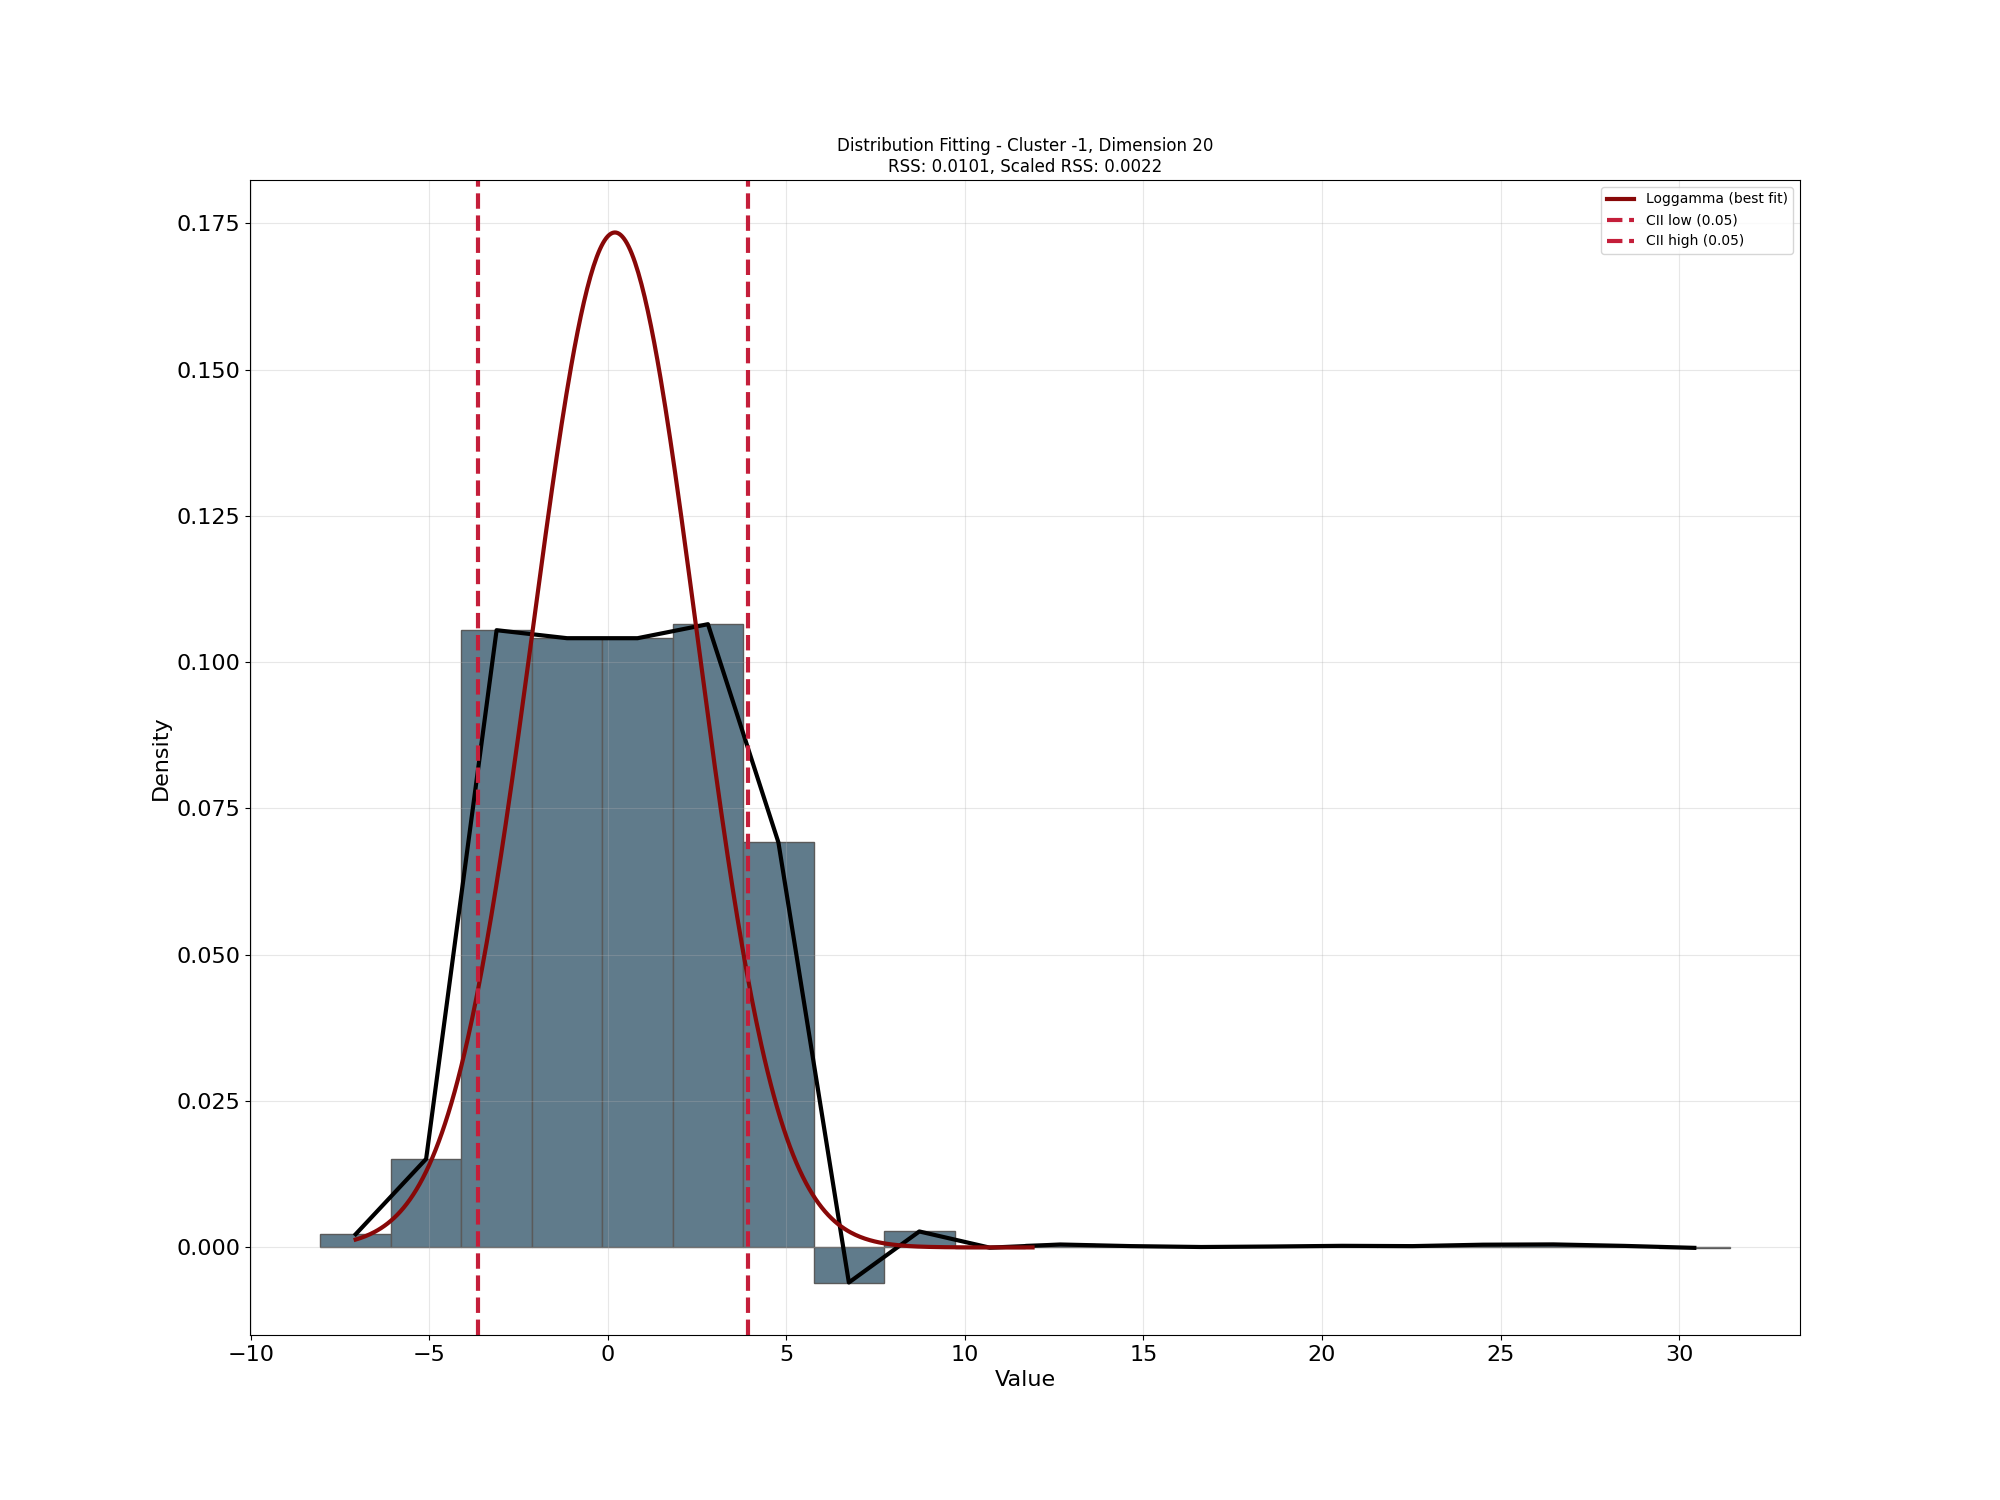 Distribution Fitting - Cluster -1, Dimension 20
RSS: 0.0101, Scaled RSS: 0.0022
Loggamma (best fit)
CII low (0.05)
CII high (0.05)
0.175
0.150
0.125
0.100
0.075
0.050
0.025
0.000
Density
−10 −5 0 5 10 15 20 25 30
Value